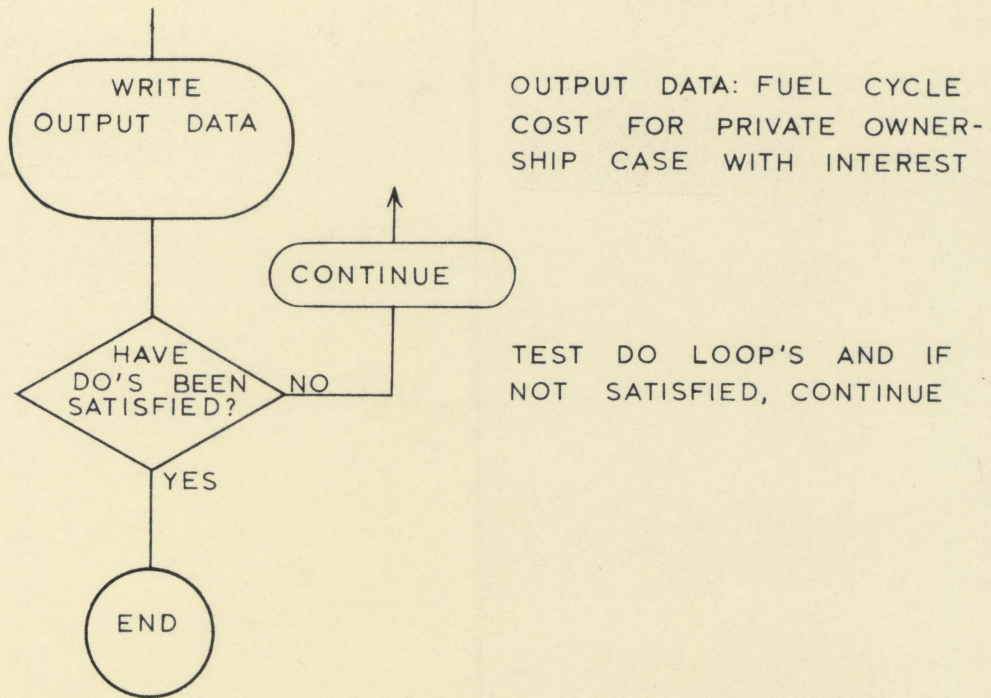 WRITE
OUTPUT DATA
OUTPUT DATA: FUEL CYCLE
COST FOR PRIVATE OWNER-
SHIP CASE WITH INTEREST
CONTINUE
HAVE
DO'S BEEN
SATISFIED?
NO
TEST DO LOOP'S AND IF
NOT SATISFIED, CONTINUE
YES
END